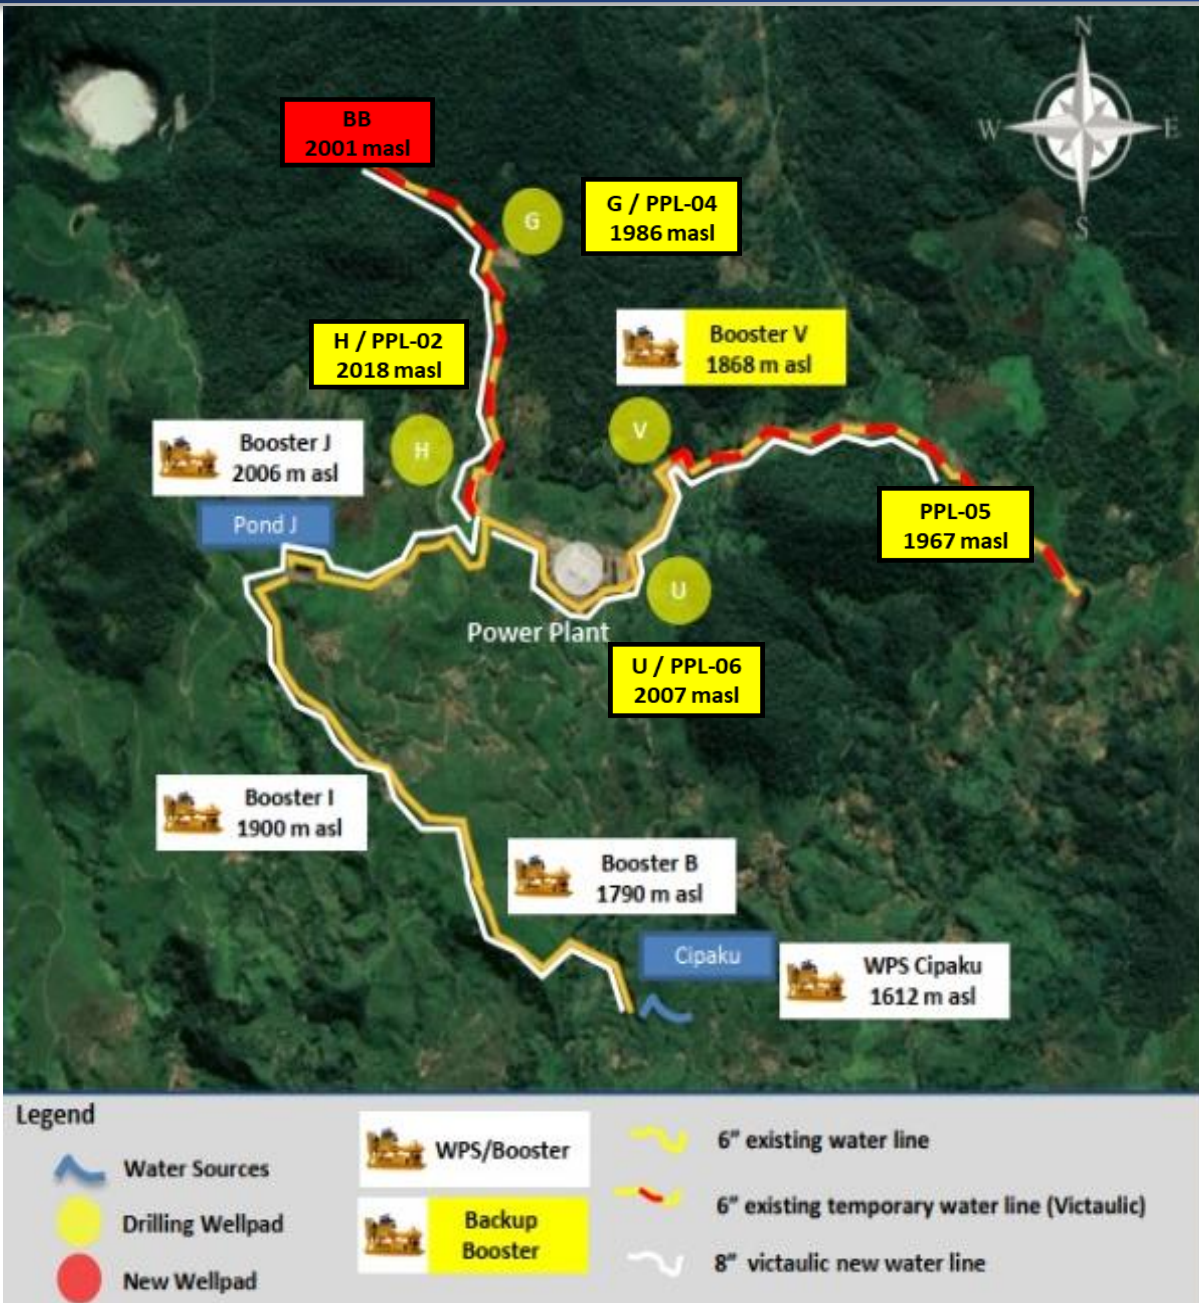 N
W
E
S
BB
2001 masl
G
G / PPL-04
1986 masl
H / PPL-02
2018 masl
Booster V
1868 m asl
V
H
Booster J
2006 m asl
Pond J
PPL-05
1967 masl
U
Power Plant
U / PPL-06
2007 masl
Booster I
1900 m asl
Booster B
1790 m asl
Cipaku
WPS Cipaku
1612 m asl
Legend
Water Sources
Drilling Wellpad
New Wellpad
WPS/Booster
Backup
Booster
6” existing water line
6” existing temporary water line (Victaulic)
8” victaulic new water line